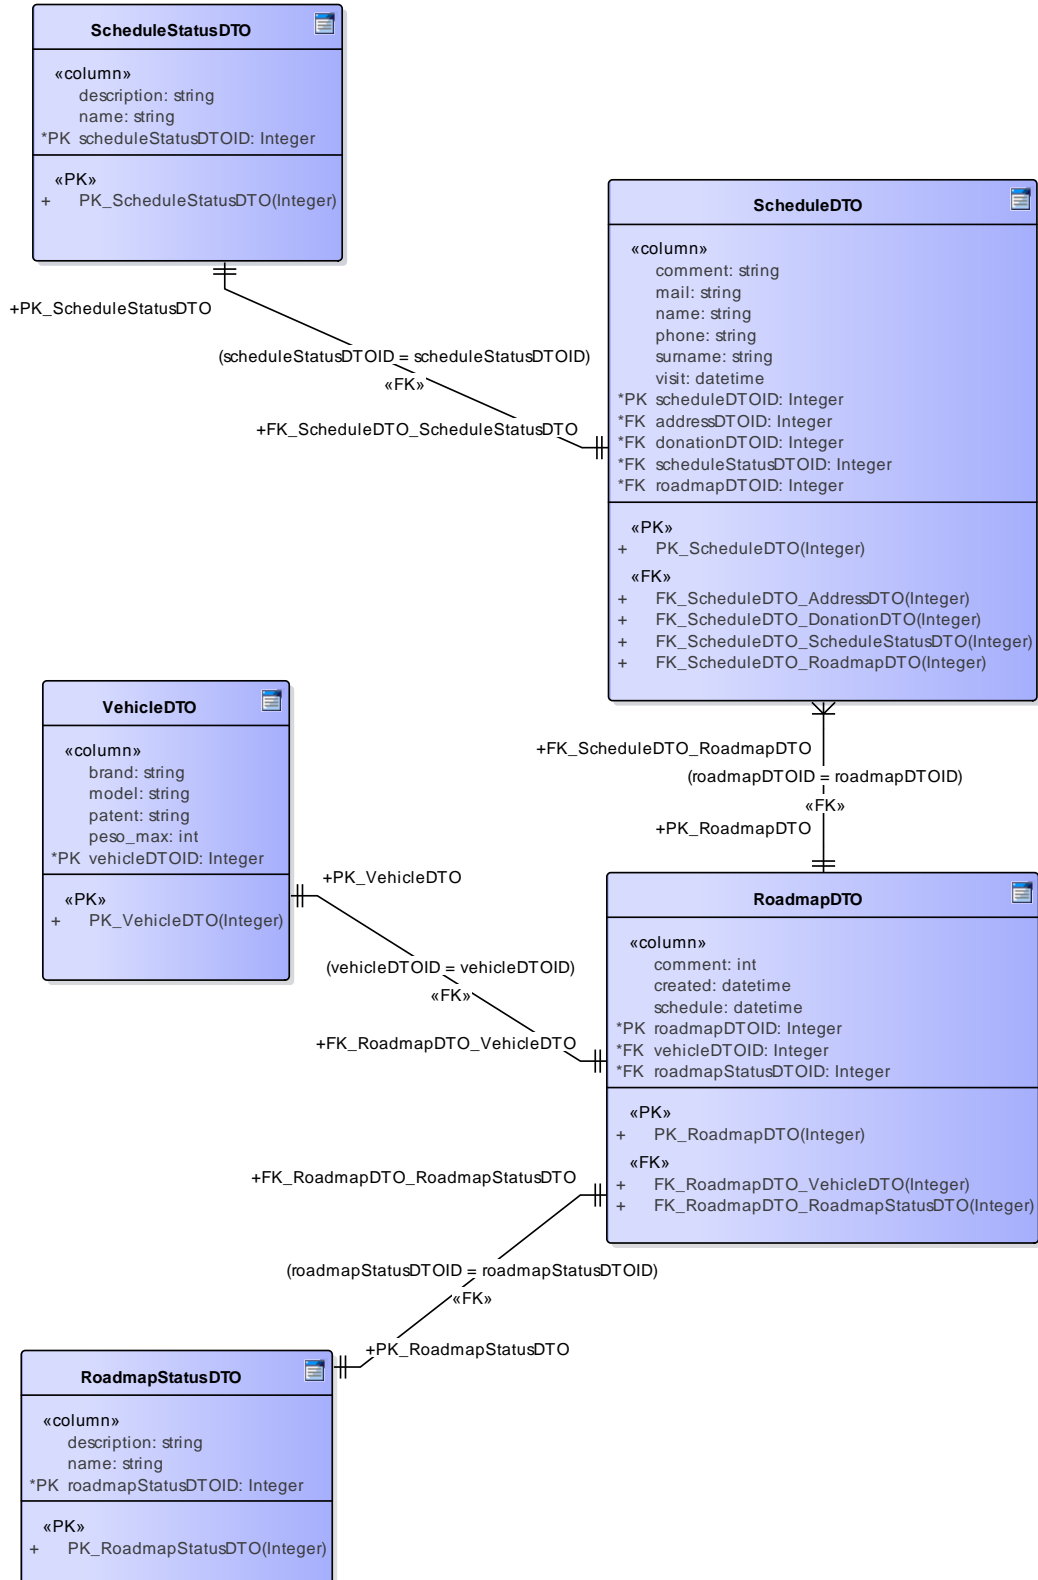 ScheduleStatusDTO
«column»
description: string
name: string
*PK scheduleStatusDTOID: Integer
«PK»
+ PK_ScheduleStatusDTO(Integer)
+PK_ScheduleStatusDTO
(scheduleStatusDTOID = scheduleStatusDTOID)
«FK»
+FK_ScheduleDTO_ScheduleStatusDTO
ScheduleDTO
«column»
comment: string
mail: string
name: string
phone: string
surname: string
visit: datetime
*PK scheduleDTOID: Integer
*FK addressDTOID: Integer
*FK donationDTOID: Integer
*FK scheduleStatusDTOID: Integer
*FK roadmapDTOID: Integer
«PK»
+ PK_ScheduleDTO(Integer)
«FK»
+ FK_ScheduleDTO_AddressDTO(Integer)
+ FK_ScheduleDTO_DonationDTO(Integer)
+ FK_ScheduleDTO_ScheduleStatusDTO(Integer)
+ FK_ScheduleDTO_RoadmapDTO(Integer)
+FK_ScheduleDTO_RoadmapDTO
(roadmapDTOID = roadmapDTOID)
«FK»
+PK_RoadmapDTO
VehicleDTO
«column»
brand: string
model: string
patent: string
peso_max: int
*PK vehicleDTOID: Integer
«PK»
+ PK_VehicleDTO(Integer)
+PK_VehicleDTO
(vehicleDTOID = vehicleDTOID)
«FK»
+FK_RoadmapDTO_VehicleDTO
RoadmapDTO
«column»
comment: int
created: datetime
schedule: datetime
*PK roadmapDTOID: Integer
*FK vehicleDTOID: Integer
*FK roadmapStatusDTOID: Integer
«PK»
+ PK_RoadmapDTO(Integer)
«FK»
+ FK_RoadmapDTO_VehicleDTO(Integer)
+ FK_RoadmapDTO_RoadmapStatusDTO(Integer)
+FK_RoadmapDTO_RoadmapStatusDTO
(roadmapStatusDTOID = roadmapStatusDTOID)
«FK»
+PK_RoadmapStatusDTO
RoadmapStatusDTO
«column»
description: string
name: string
*PK roadmapStatusDTOID: Integer
«PK»
+ PK_RoadmapStatusDTO(Integer)